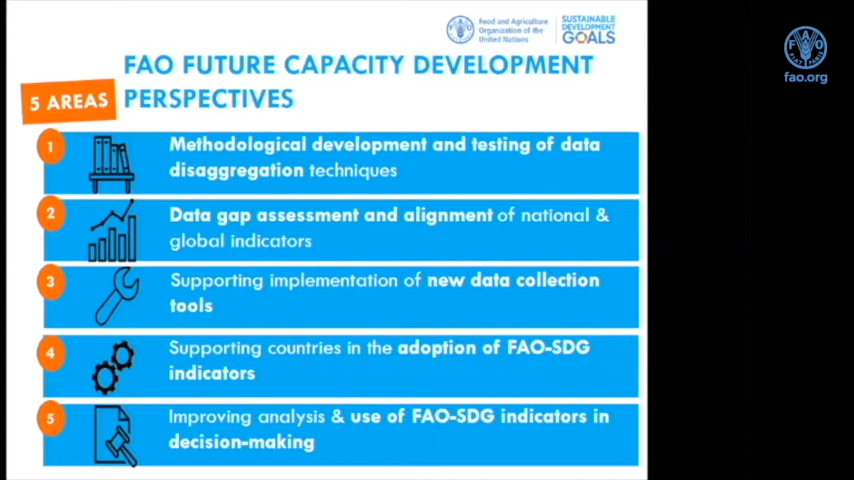 Food and Agriculture
Organization of the
United Nations
SUSTAINABLE
DEVELOPMENT
GOALS
FAO
FIAT PANIS
fao.org
FAO FUTURE CAPACITY DEVELOPMENT
PERSPECTIVES
5 AREAS
1
Methodological development and testing of data
disaggregation techniques
2
Data gap assessment and alignment of national &
global indicators
3
Supporting implementation of new data collection
tools
4
Supporting countries in the adoption of FAO-SDG
indicators
5
Improving analysis & use of FAO-SDG indicators in
decision-making